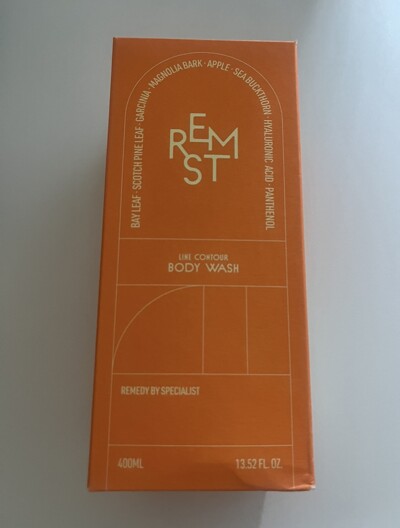 BAY LEAF · SCOTCH PINE LEAF · GARCINIA · MAGNOLIA BARK · APPLE · SEA BUCKTHORN · HYALURONIC ACID · PANTHENOL
REM
ST
LINE CONTOUR
BODY WASH
REMEDY BY SPECIALIST
400ML 13.52 FL. OZ.